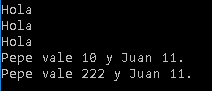 Hola
Hola
Hola
Pepe vale 10 y Juan 11.
Pepe vale 222 y Juan 11.